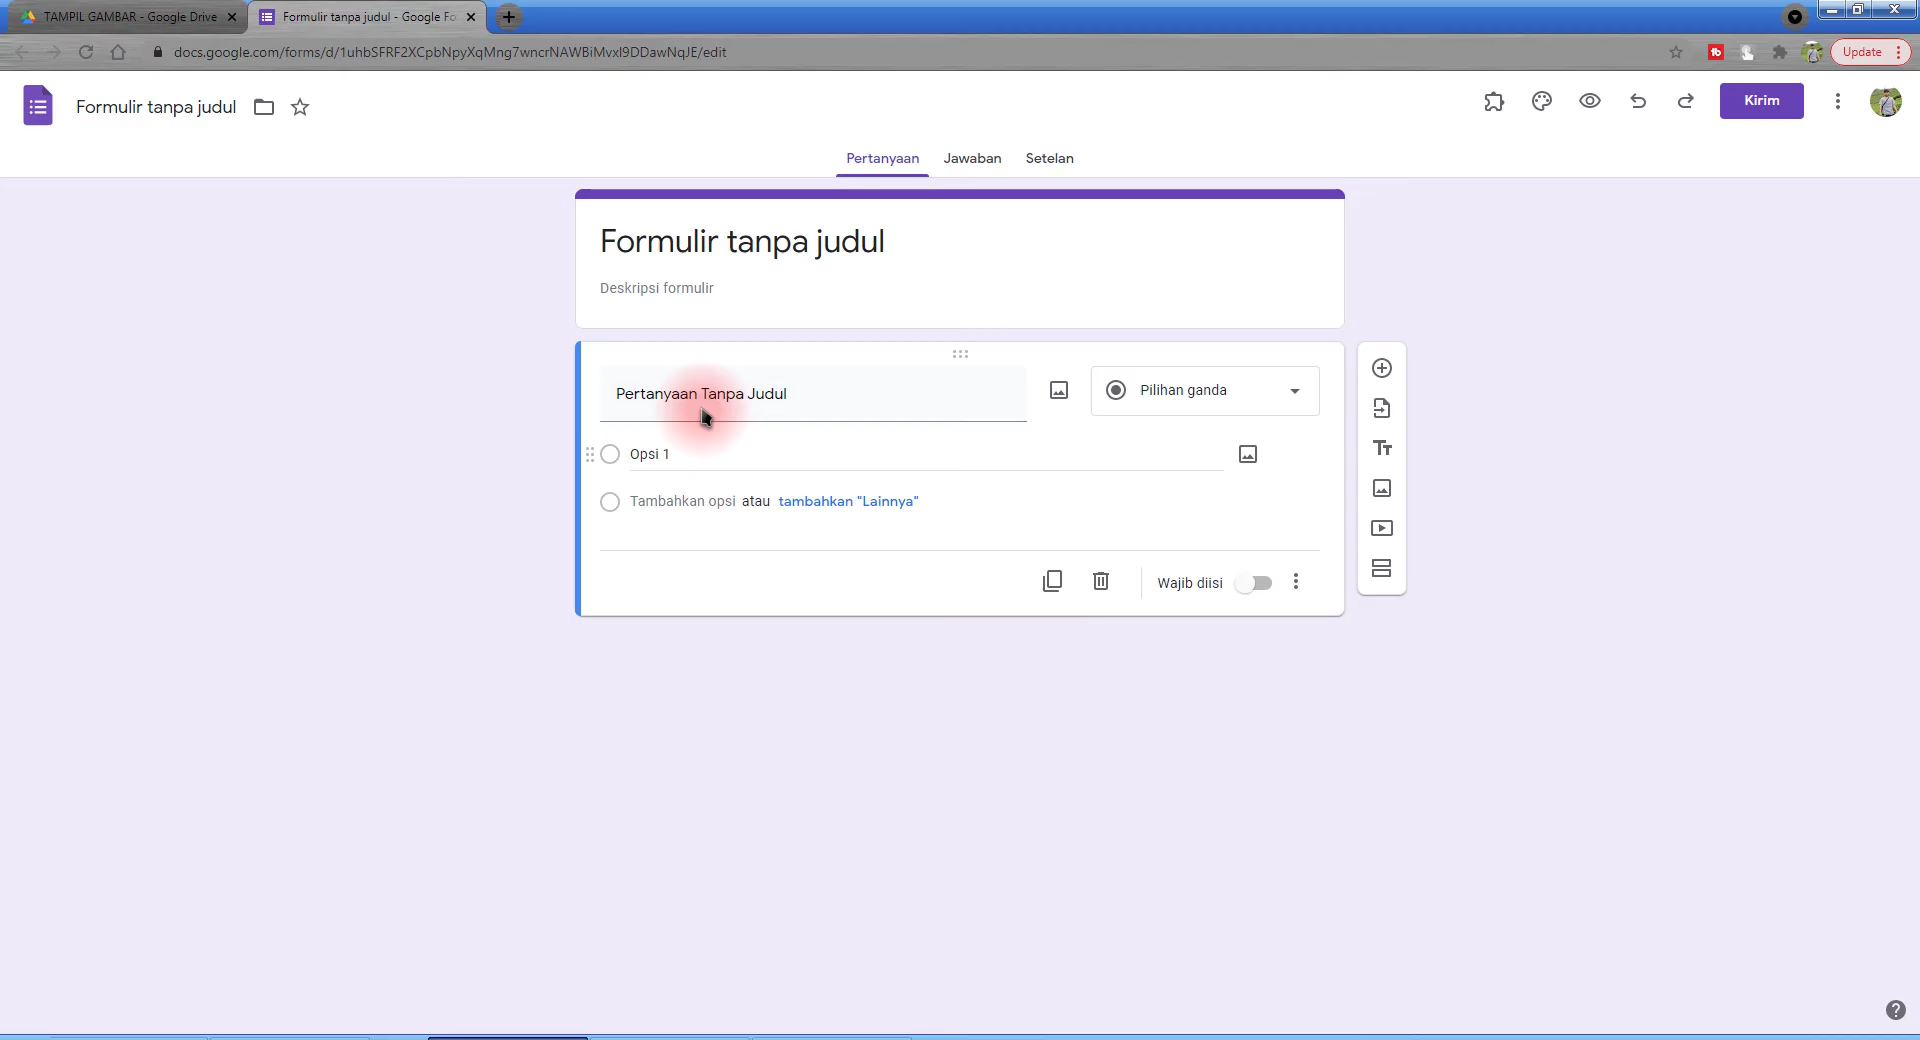 TAMPIL GAMBAR - Google Drive
Formulir tanpa judul - Google Fo
docs.google.com/forms/d/1uhbSFRF2XCpbNpyXqMng7wncrNAWBiMvxI9DDawNqJE/edit
Update
Formulir tanpa judul
Kirim
Pertanyaan Jawaban Setelan
Formulir tanpa judul
Deskripsi formulir
Pertanyaan Tanpa Judul
Pilihan ganda
Opsi 1
Tambahkan opsi atau tambahkan "Lainnya"
Wajib diisi